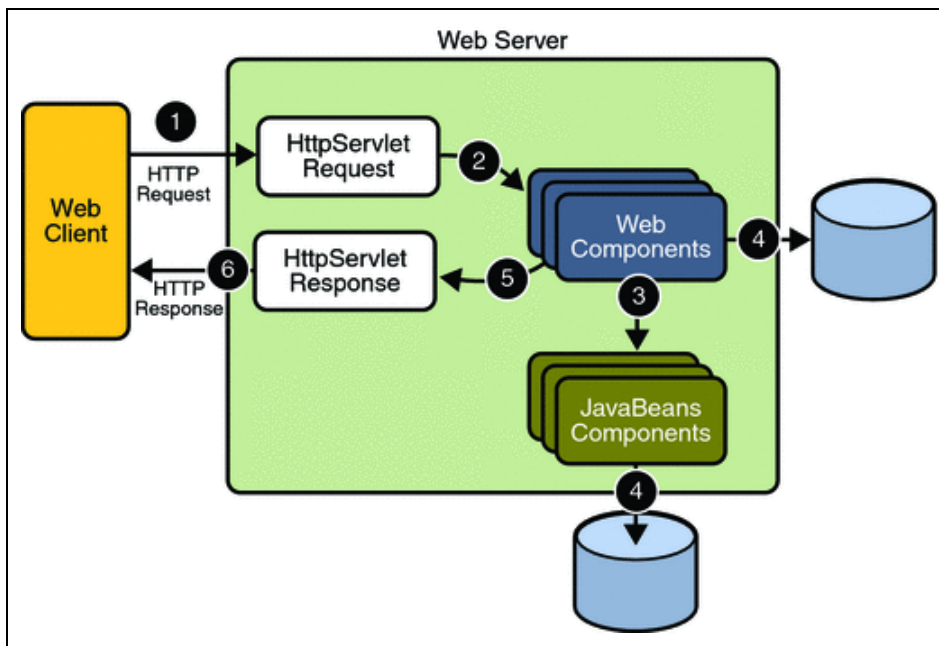 Web Server
1
HttpServlet
Request
2
HTTP
Request
Web
Client
Web
Components
4
HttpServlet
Response
5
6
HTTP
Response
3
JavaBeans
Components
4